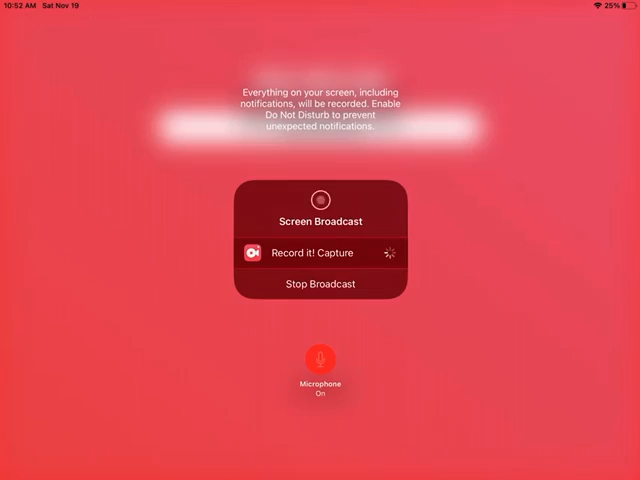 10:52 AM Sat Nov 19
25%
Everything on your screen, including
notifications, will be recorded. Enable
Do Not Disturb to prevent
unexpected notifications.
Screen Broadcast
Record it! Capture
Stop Broadcast
Microphone
On